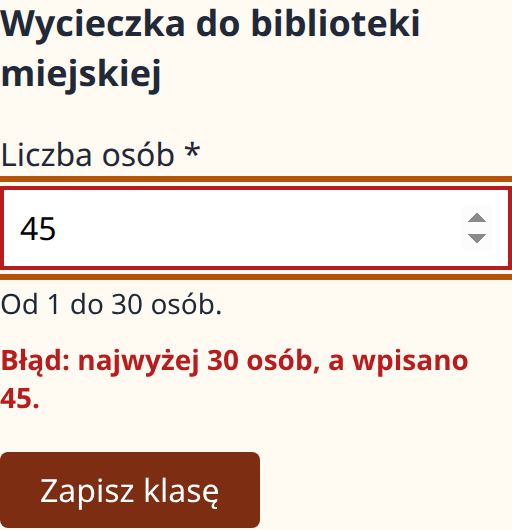 Wycieczka do biblioteki
miejskiej
Liczba osób *
45
Od 1 do 30 osób.
Błąd: najwyżej 30 osób, a wpisano
45.
Zapisz klasę